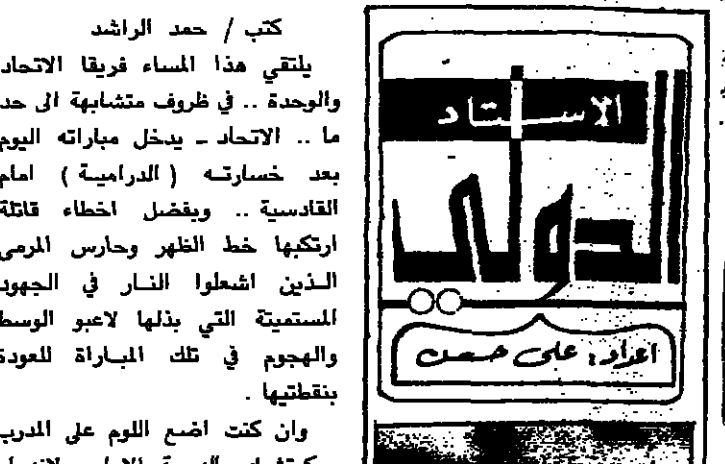 كتب / حمد الراشد
يلتقي هذا المساء فريقا الاتحاد
والوحدة .. في ظروف متشابهة الى حد
ما .. الاتحاد ـ يدخل مباراته اليوم
بعد خسارته ( الدرامية ) امام
القادسية .. وبفضل اخطاء قاتلة
ارتكبها خط الظهر وحارس المرمى
الذين اشعلوا النار في الجهود
المستميتة التي بذلها لاعبو الوسط
والهجوم في تلك المباراة للعودة
بنقطتيها .
وان كنت اضع اللوم على المدرب
الاستاد
الدولي
اعداد : علي حسن